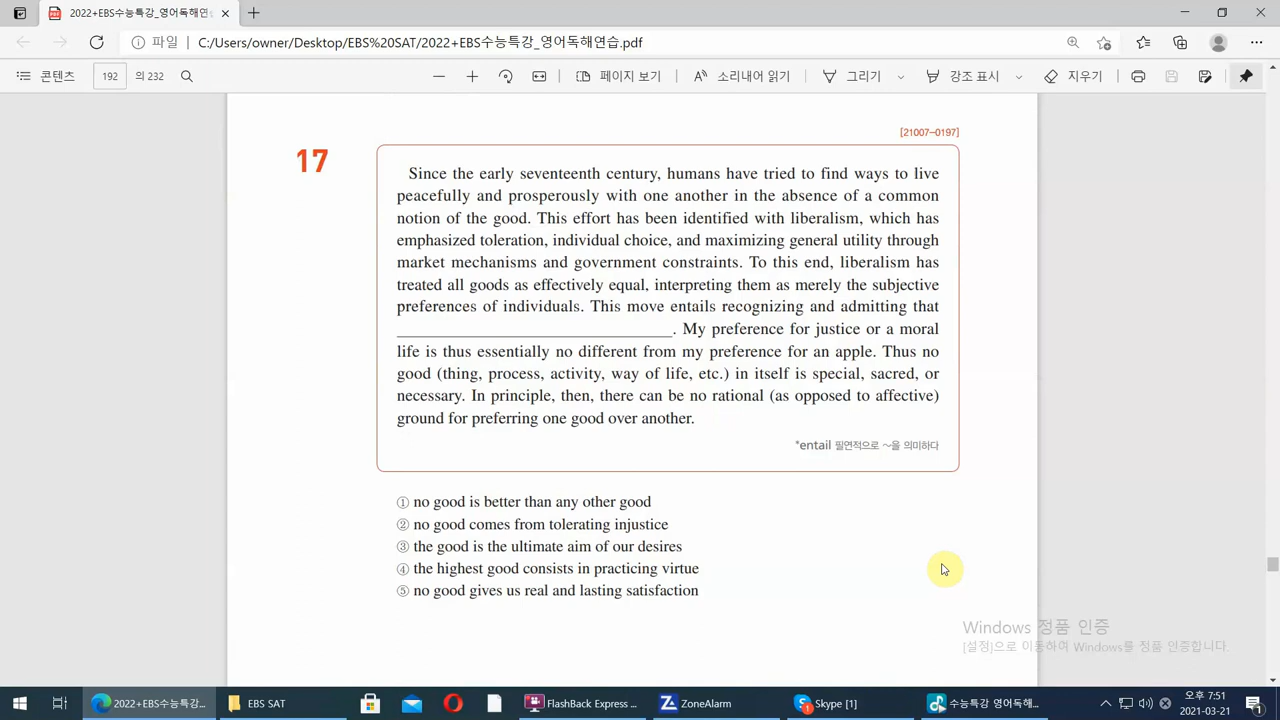 2022+EBS수능특강_영어독해연습
파일 C:/Users/owner/Desktop/EBS%20SAT/2022+EBS수능특강_영어독해연습.pdf
콘텐츠 192 의 232 페이지 보기 소리내어 읽기 그리기 강조 표시 지우기
[21007-0197]
17
Since the early seventeenth century, humans have tried to find ways to live
peacefully and prosperously with one another in the absence of a common
notion of the good. This effort has been identified with liberalism, which has
emphasized toleration, individual choice, and maximizing general utility through
market mechanisms and government constraints. To this end, liberalism has
treated all goods as effectively equal, interpreting them as merely the subjective
preferences of individuals. This move entails recognizing and admitting that
______________________________. My preference for justice or a moral
life is thus essentially no different from my preference for an apple. Thus no
good (thing, process, activity, way of life, etc.) in itself is special, sacred, or
necessary. In principle, then, there can be no rational (as opposed to affective)
ground for preferring one good over another.
*entail 필연적으로 ~을 의미하다
① no good is better than any other good
② no good comes from tolerating injustice
③ the good is the ultimate aim of our desires
④ the highest good consists in practicing virtue
⑤ no good gives us real and lasting satisfaction
Windows 정품 인증
[설정]으로 이동하여 Windows를 정품 인증합니다.
2022+EBS수능특강_... EBS SAT FlashBack Express ... ZoneAlarm Skype [1] 수능특강 영어독해... 오후 7:51
2021-03-21